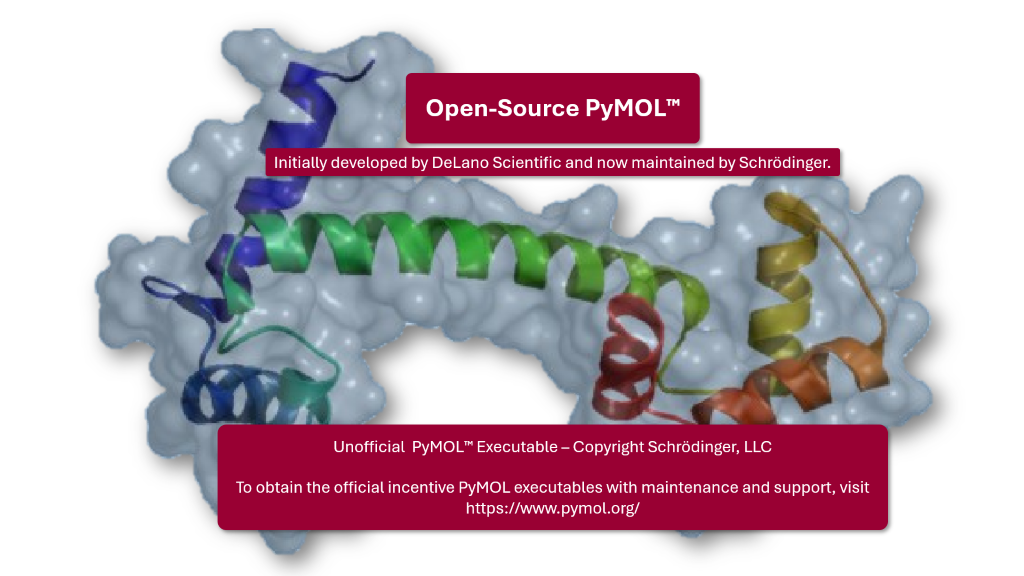 Open-Source PyMOL™
Initially developed by DeLano Scientific and now maintained by Schrödinger.
Unofficial  PyMOL™ Executable – Copyright Schrödinger, LLC
To obtain the official incentive PyMOL executables with maintenance and support, visit
https://www.pymol.org/